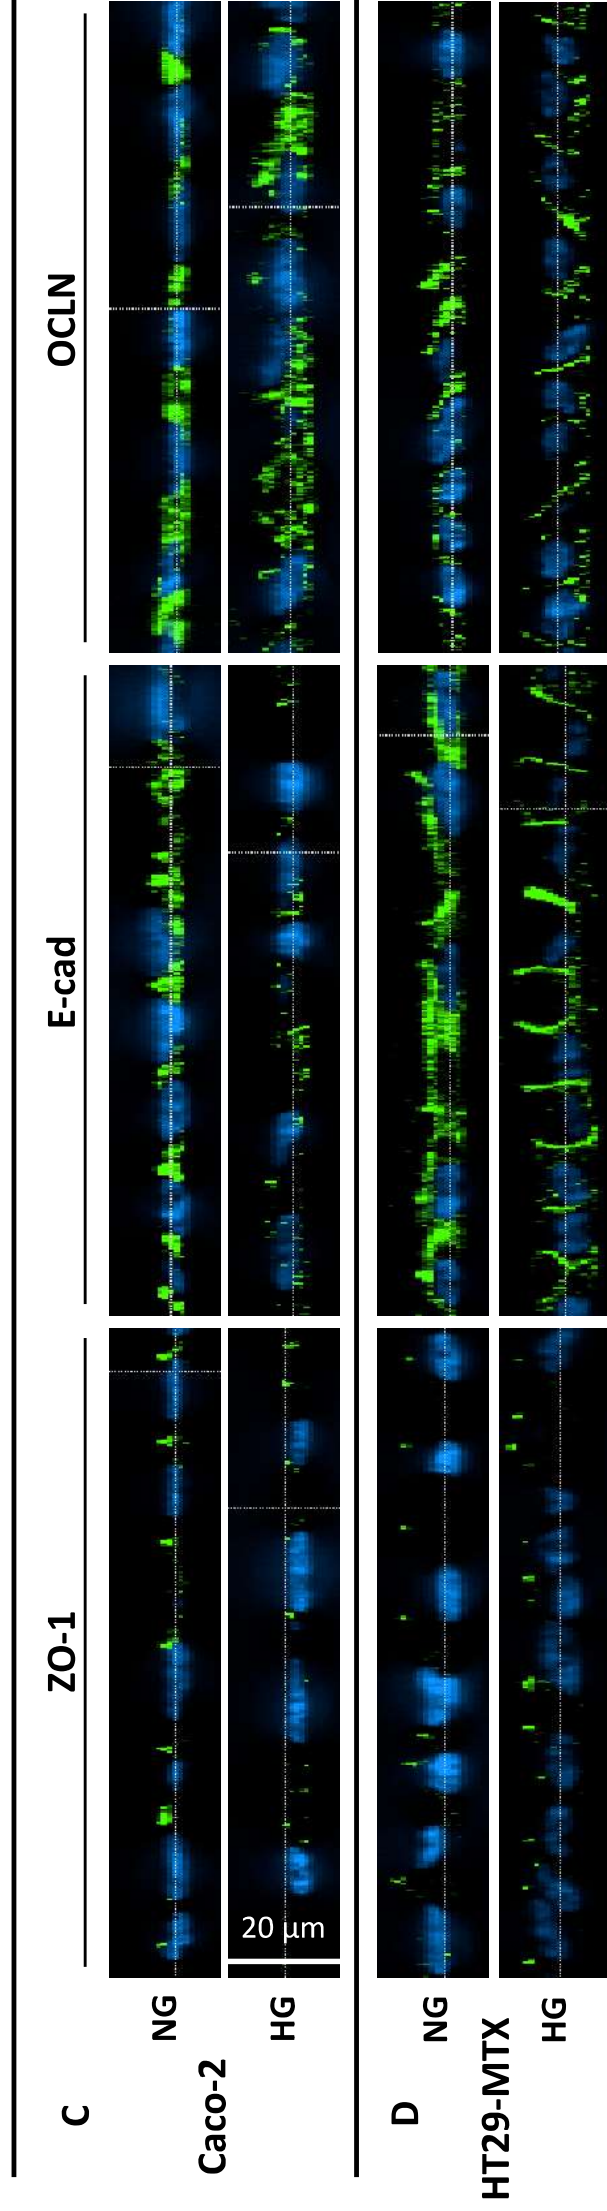 C
ZO-1
E-cad
OCLN
Caco-2
NG
HG
20 µm
D
HT29-MTX
NG
HG